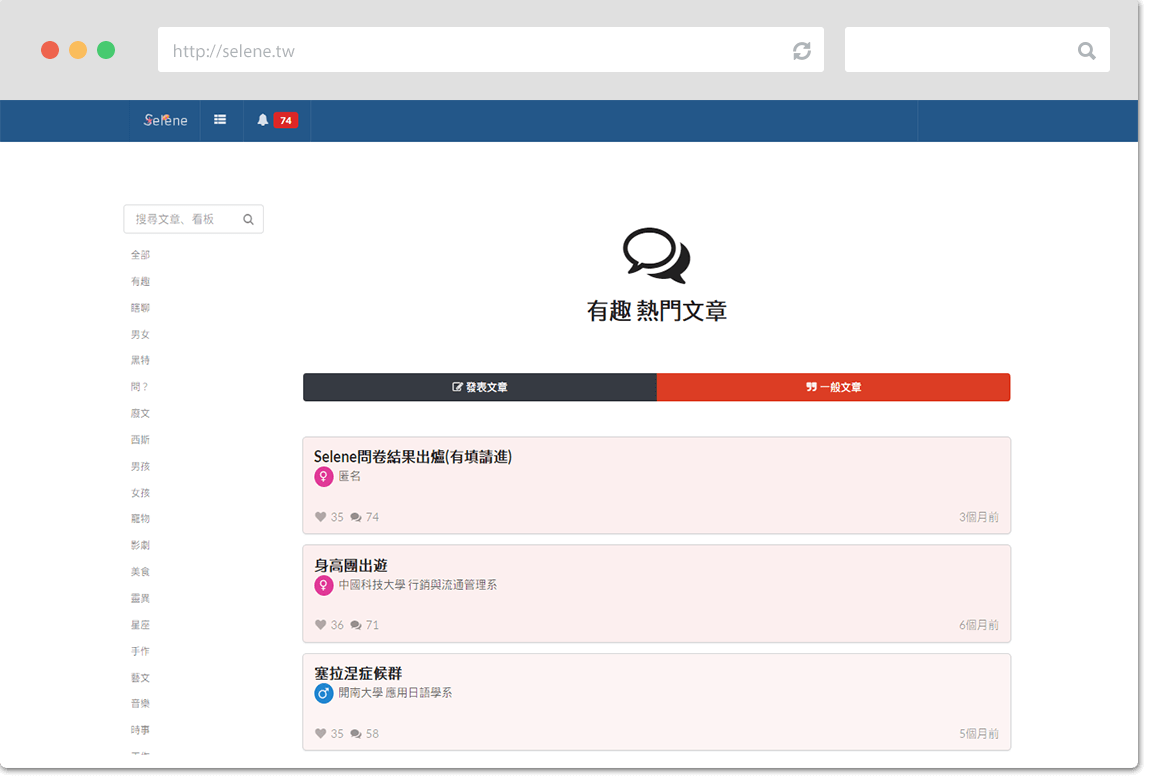 http://selene.tw
Selene
74
搜尋文章、看板
全部
有趣
瞎聊
男女
黑特
問？
廢文
西斯
男孩
女孩
寵物
影劇
美食
靈異
星座
手作
藝文
音樂
時事
有趣 熱門文章
發表文章
一般文章
Selene問卷結果出爐(有填請進)
匿名
35 74
3個月前
身高團出遊
中國科技大學 行銷與流通管理系
36 71
6個月前
塞拉涅症候群
開南大學 應用日語學系
35 58
5個月前